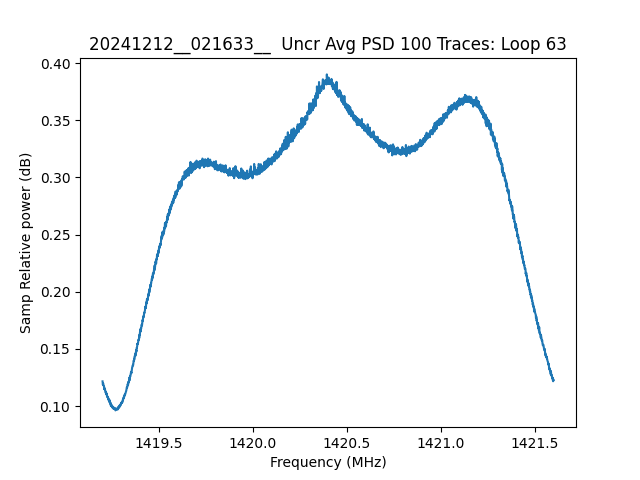 20241212__021633__  Uncr Avg PSD 100 Traces: Loop 63
0.40
0.35
0.30
0.25
0.20
0.15
0.10
Samp Relative power (dB)
1419.5 1420.0 1420.5 1421.0 1421.5
Frequency (MHz)